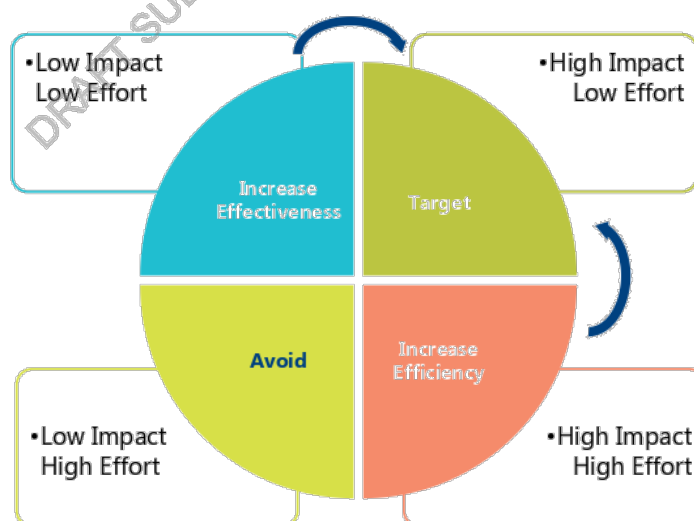 DRAFT
•Low Impact
Low Effort
•High Impact
Low Effort
Increase
Effectiveness
Target
Avoid
Increase
Efficiency
•Low Impact
High Effort
•High Impact
High Effort